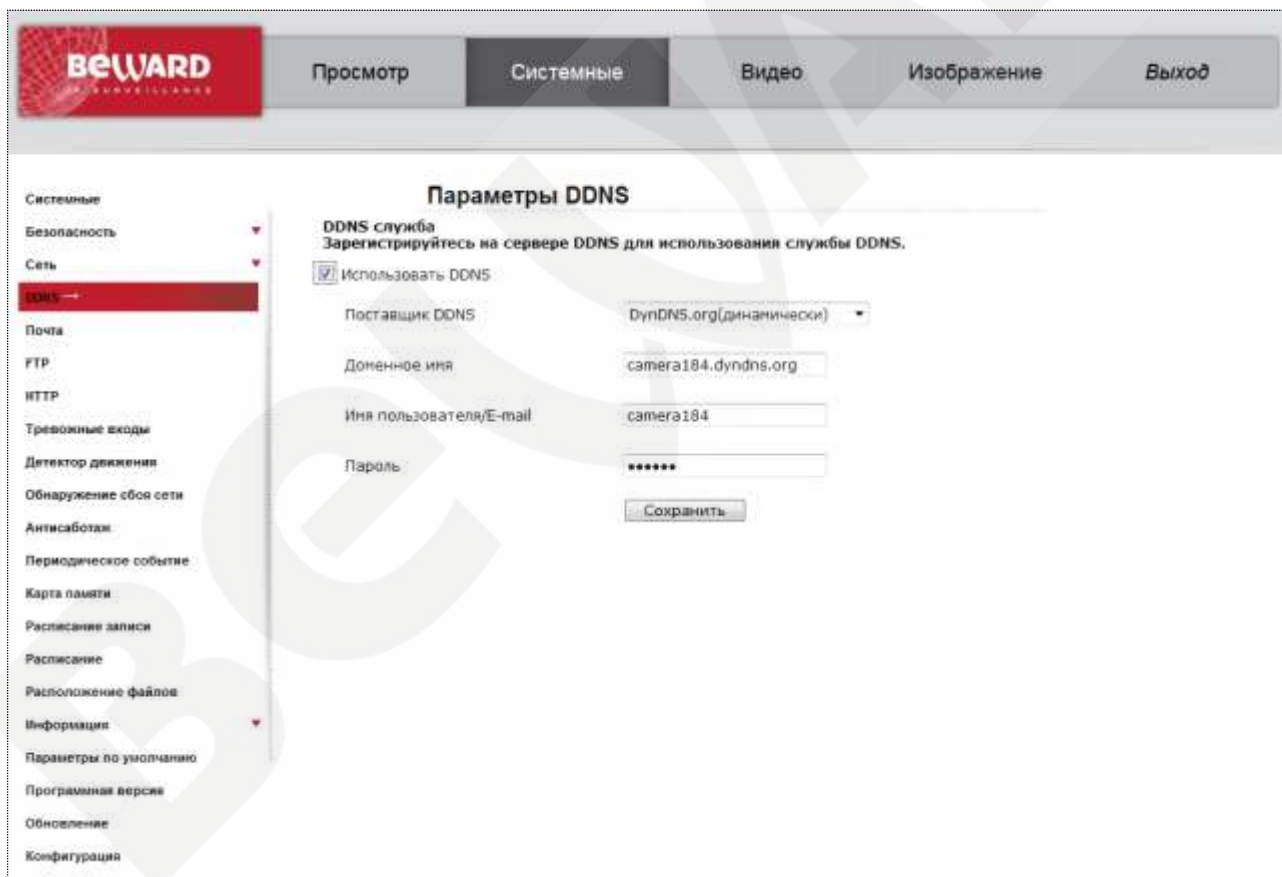 BEWARD
IP SURVEILLANCE
Просмотр
Системные
Видео
Изображение
Выход
Системные
Безопасность
Сеть
DDNS →
Почта
FTP
HTTP
Тревожные входы
Детектор движения
Обнаружение сбоя сети
Антисаботаж
Периодическое событие
Карта памяти
Расписание записи
Расписание
Расположение файлов
Информация
Параметры по умолчанию
Программная версия
Обновление
Конфигурация
Параметры DDNS
DDNS служба
Зарегистрируйтесь на сервере DDNS для использования службы DDNS.
Использовать DDNS
Поставщик DDNS
DynDNS.org(динамически)
Доменное имя
camera184.dyndns.org
Имя пользователя/E-mail
camera184
Пароль
••••••
Сохранить